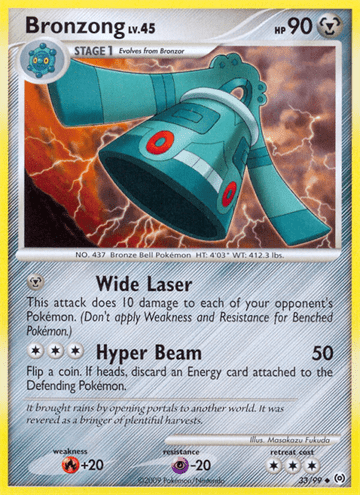 Bronzong LV.45 HP 90
STAGE 1 Evolves from Bronzor
NO. 437 Bronze Bell Pokémon HT: 4'03" WT: 412.3 lbs.
Wide Laser
This attack does 10 damage to each of your opponent's
Pokémon. (Don't apply Weakness and Resistance for Benched
Pokémon.)
Hyper Beam 50
Flip a coin. If heads, discard an Energy card attached to the
Defending Pokémon.
It brought rains by opening portals to another world. It was
revered as a bringer of plentiful harvests.
Illus. Masakazu Fukuda
weakness resistance retreat cost
+20 -20
©2009 Pokémon/Nintendo 33/99